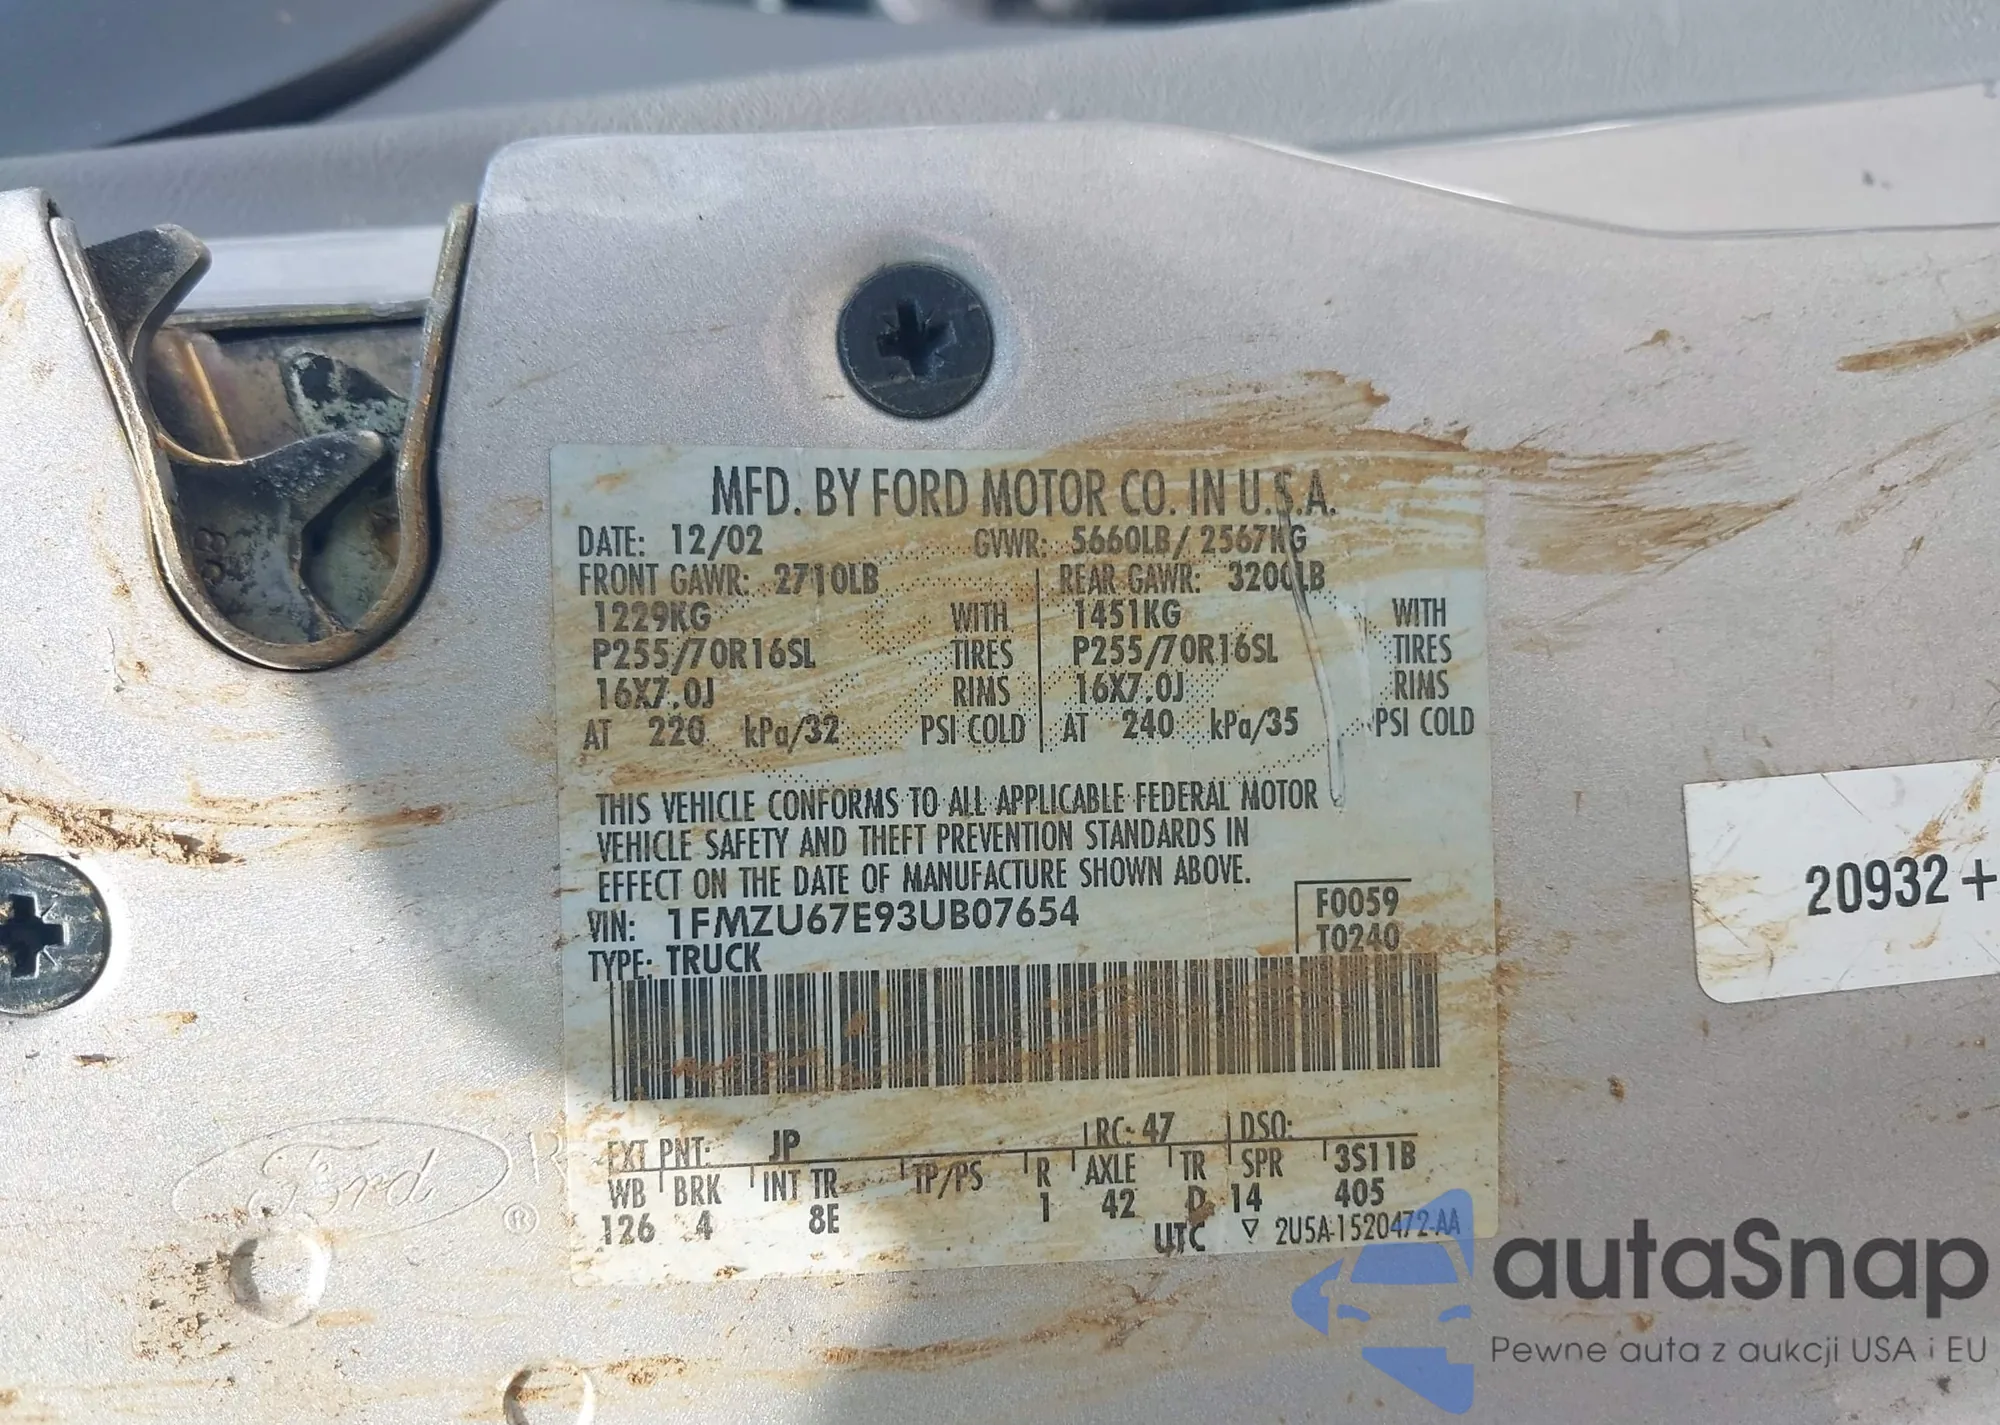 MFD. BY FORD MOTOR CO. IN U.S.A.
DATE: 12/02 GVWR: 5660LB/ 2567KG
FRONT GAWR: 2710LB REAR GAWR: 3200LB
1229KG WITH 1451KG WITH
P255/70R16SL TIRES P255/70R16SL TIRES
16X7.0J RIMS 16X7.0J RIMS
AT 220 kPa/32 PSI COLD AT 240 kPa/35 PSI COLD
THIS VEHICLE CONFORMS TO ALL APPLICABLE FEDERAL MOTOR
VEHICLE SAFETY AND THEFT PREVENTION STANDARDS IN
EFFECT ON THE DATE OF MANUFACTURE SHOWN ABOVE.
VIN: 1FMZU67E93UB07654 F0059
TYPE: TRUCK T0240
20932+
EXT PNT: JP RC: 47 DSO:
WB BRK INT TR TP/PS R AXLE TR SPR 3S11B
126 4 8E 1 42 D 14 405
UTC ▽ 2U5A-1520472-AA
Ford R
®
autaSnap
Pewne auta z aukcji USA i EU